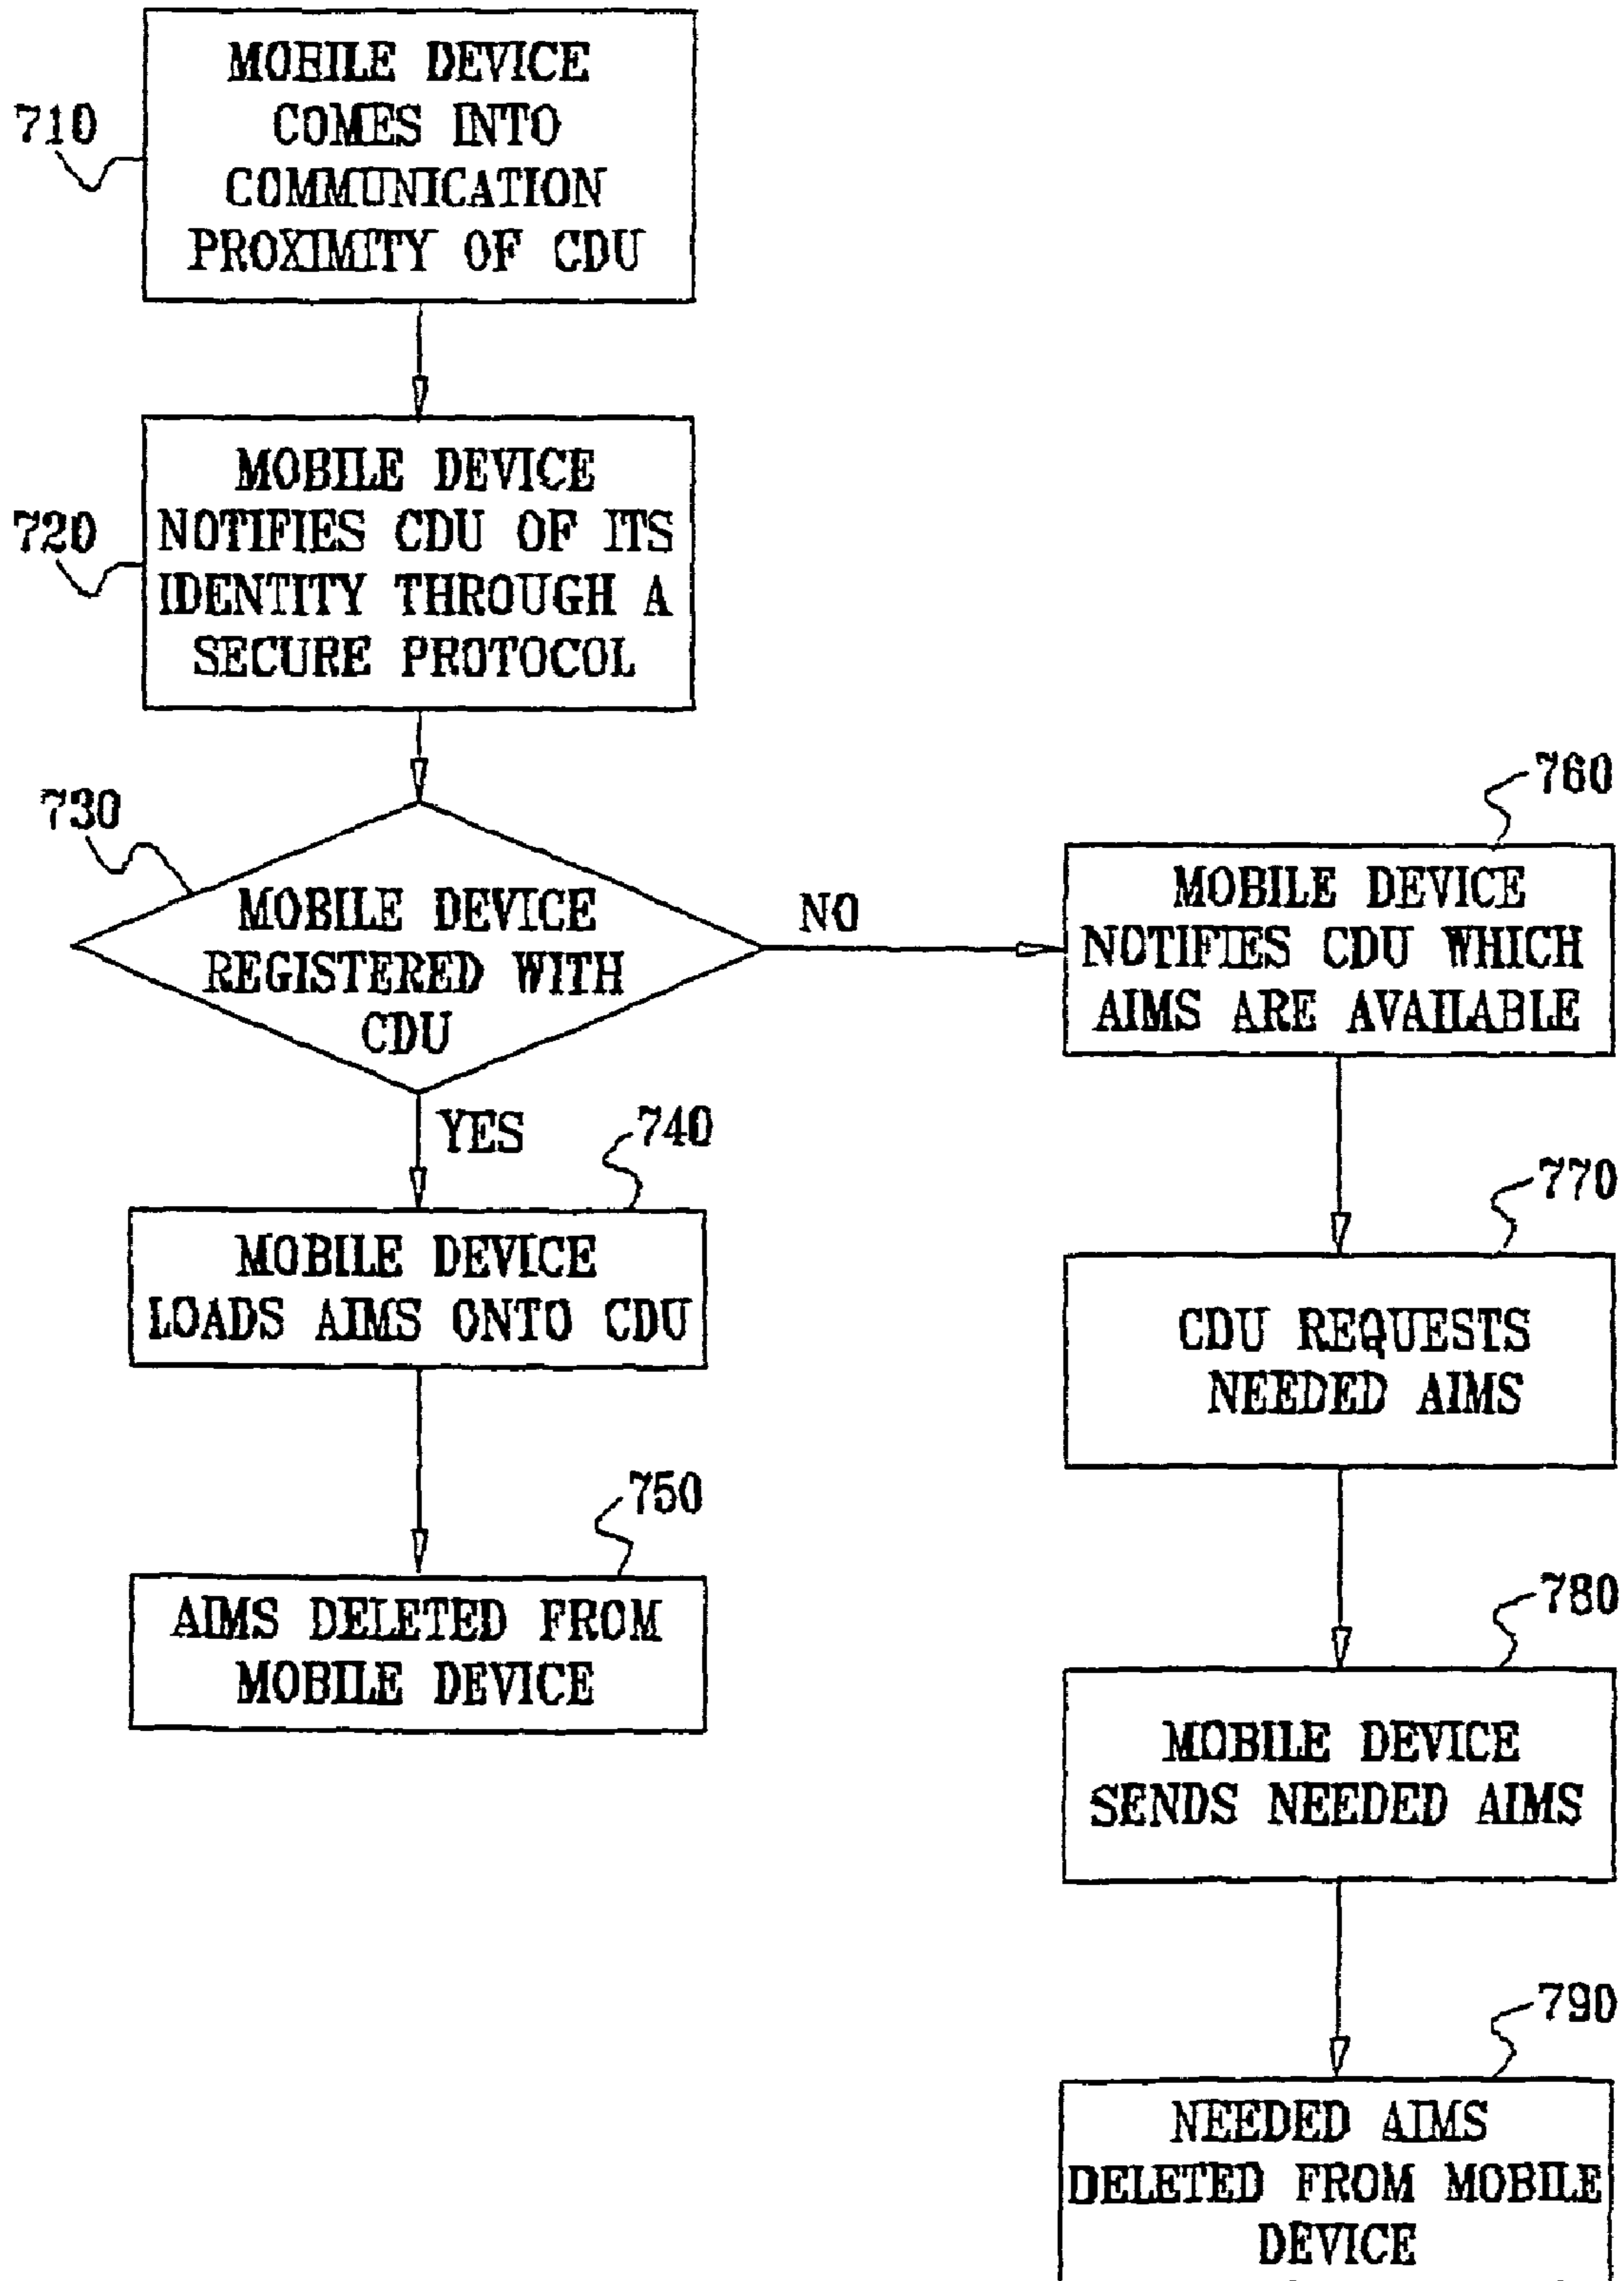 710
MOBILE DEVICE
COMES INTO
COMMUNICATION
PROXIMITY OF CDU
720
MOBILE DEVICE
NOTIFIES CDU OF ITS
IDENTITY THROUGH A
SECURE PROTOCOL
730
MOBILE DEVICE
REGISTERED WITH
CDU
NO
YES
740
MOBILE DEVICE
LOADS AIMS ONTO CDU
750
AIMS DELETED FROM
MOBILE DEVICE
760
MOBILE DEVICE
NOTIFIES CDU WHICH
AIMS ARE AVAILABLE
770
CDU REQUESTS
NEEDED AIMS
780
MOBILE DEVICE
SENDS NEEDED AIMS
790
NEEDED AIMS
DELETED FROM MOBILE
DEVICE